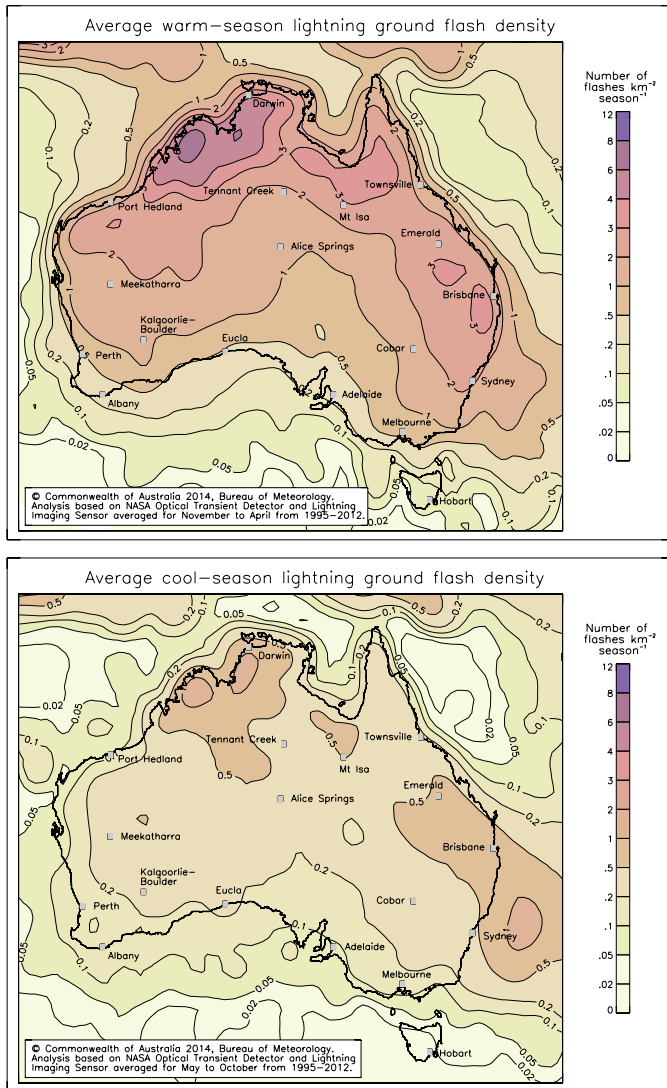 Average warm-season lightning ground flash density
Number of
flashes km⁻²
season⁻¹
12
8
6
4
3
2
1
.5
.2
.1
.05
.02
0
Darwin
Tennant Creek
Townsville
Port Hedland
Mt Isa
Emerald
Alice Springs
Meekatharra
Brisbane
Kalgoorlie-
Boulder
Eucla
Cobar
Perth
Sydney
Albany
Adelaide
Melbourne
Hobart
© Commonwealth of Australia 2014, Bureau of Meteorology.
Analysis based on NASA Optical Transient Detector and Lightning
Imaging Sensor averaged for November to April from 1995-2012.
Average cool-season lightning ground flash density
Number of
flashes km⁻²
season⁻¹
12
8
6
4
3
2
1
.5
.2
.1
.05
.02
0
Darwin
Tennant Creek
Townsville
Port Hedland
Mt Isa
Emerald
Alice Springs
Meekatharra
Brisbane
Kalgoorlie-
Boulder
Eucla
Cobar
Perth
Sydney
Albany
Adelaide
Melbourne
Hobart
© Commonwealth of Australia 2014, Bureau of Meteorology.
Analysis based on NASA Optical Transient Detector and Lightning
Imaging Sensor averaged for May to October from 1995-2012.